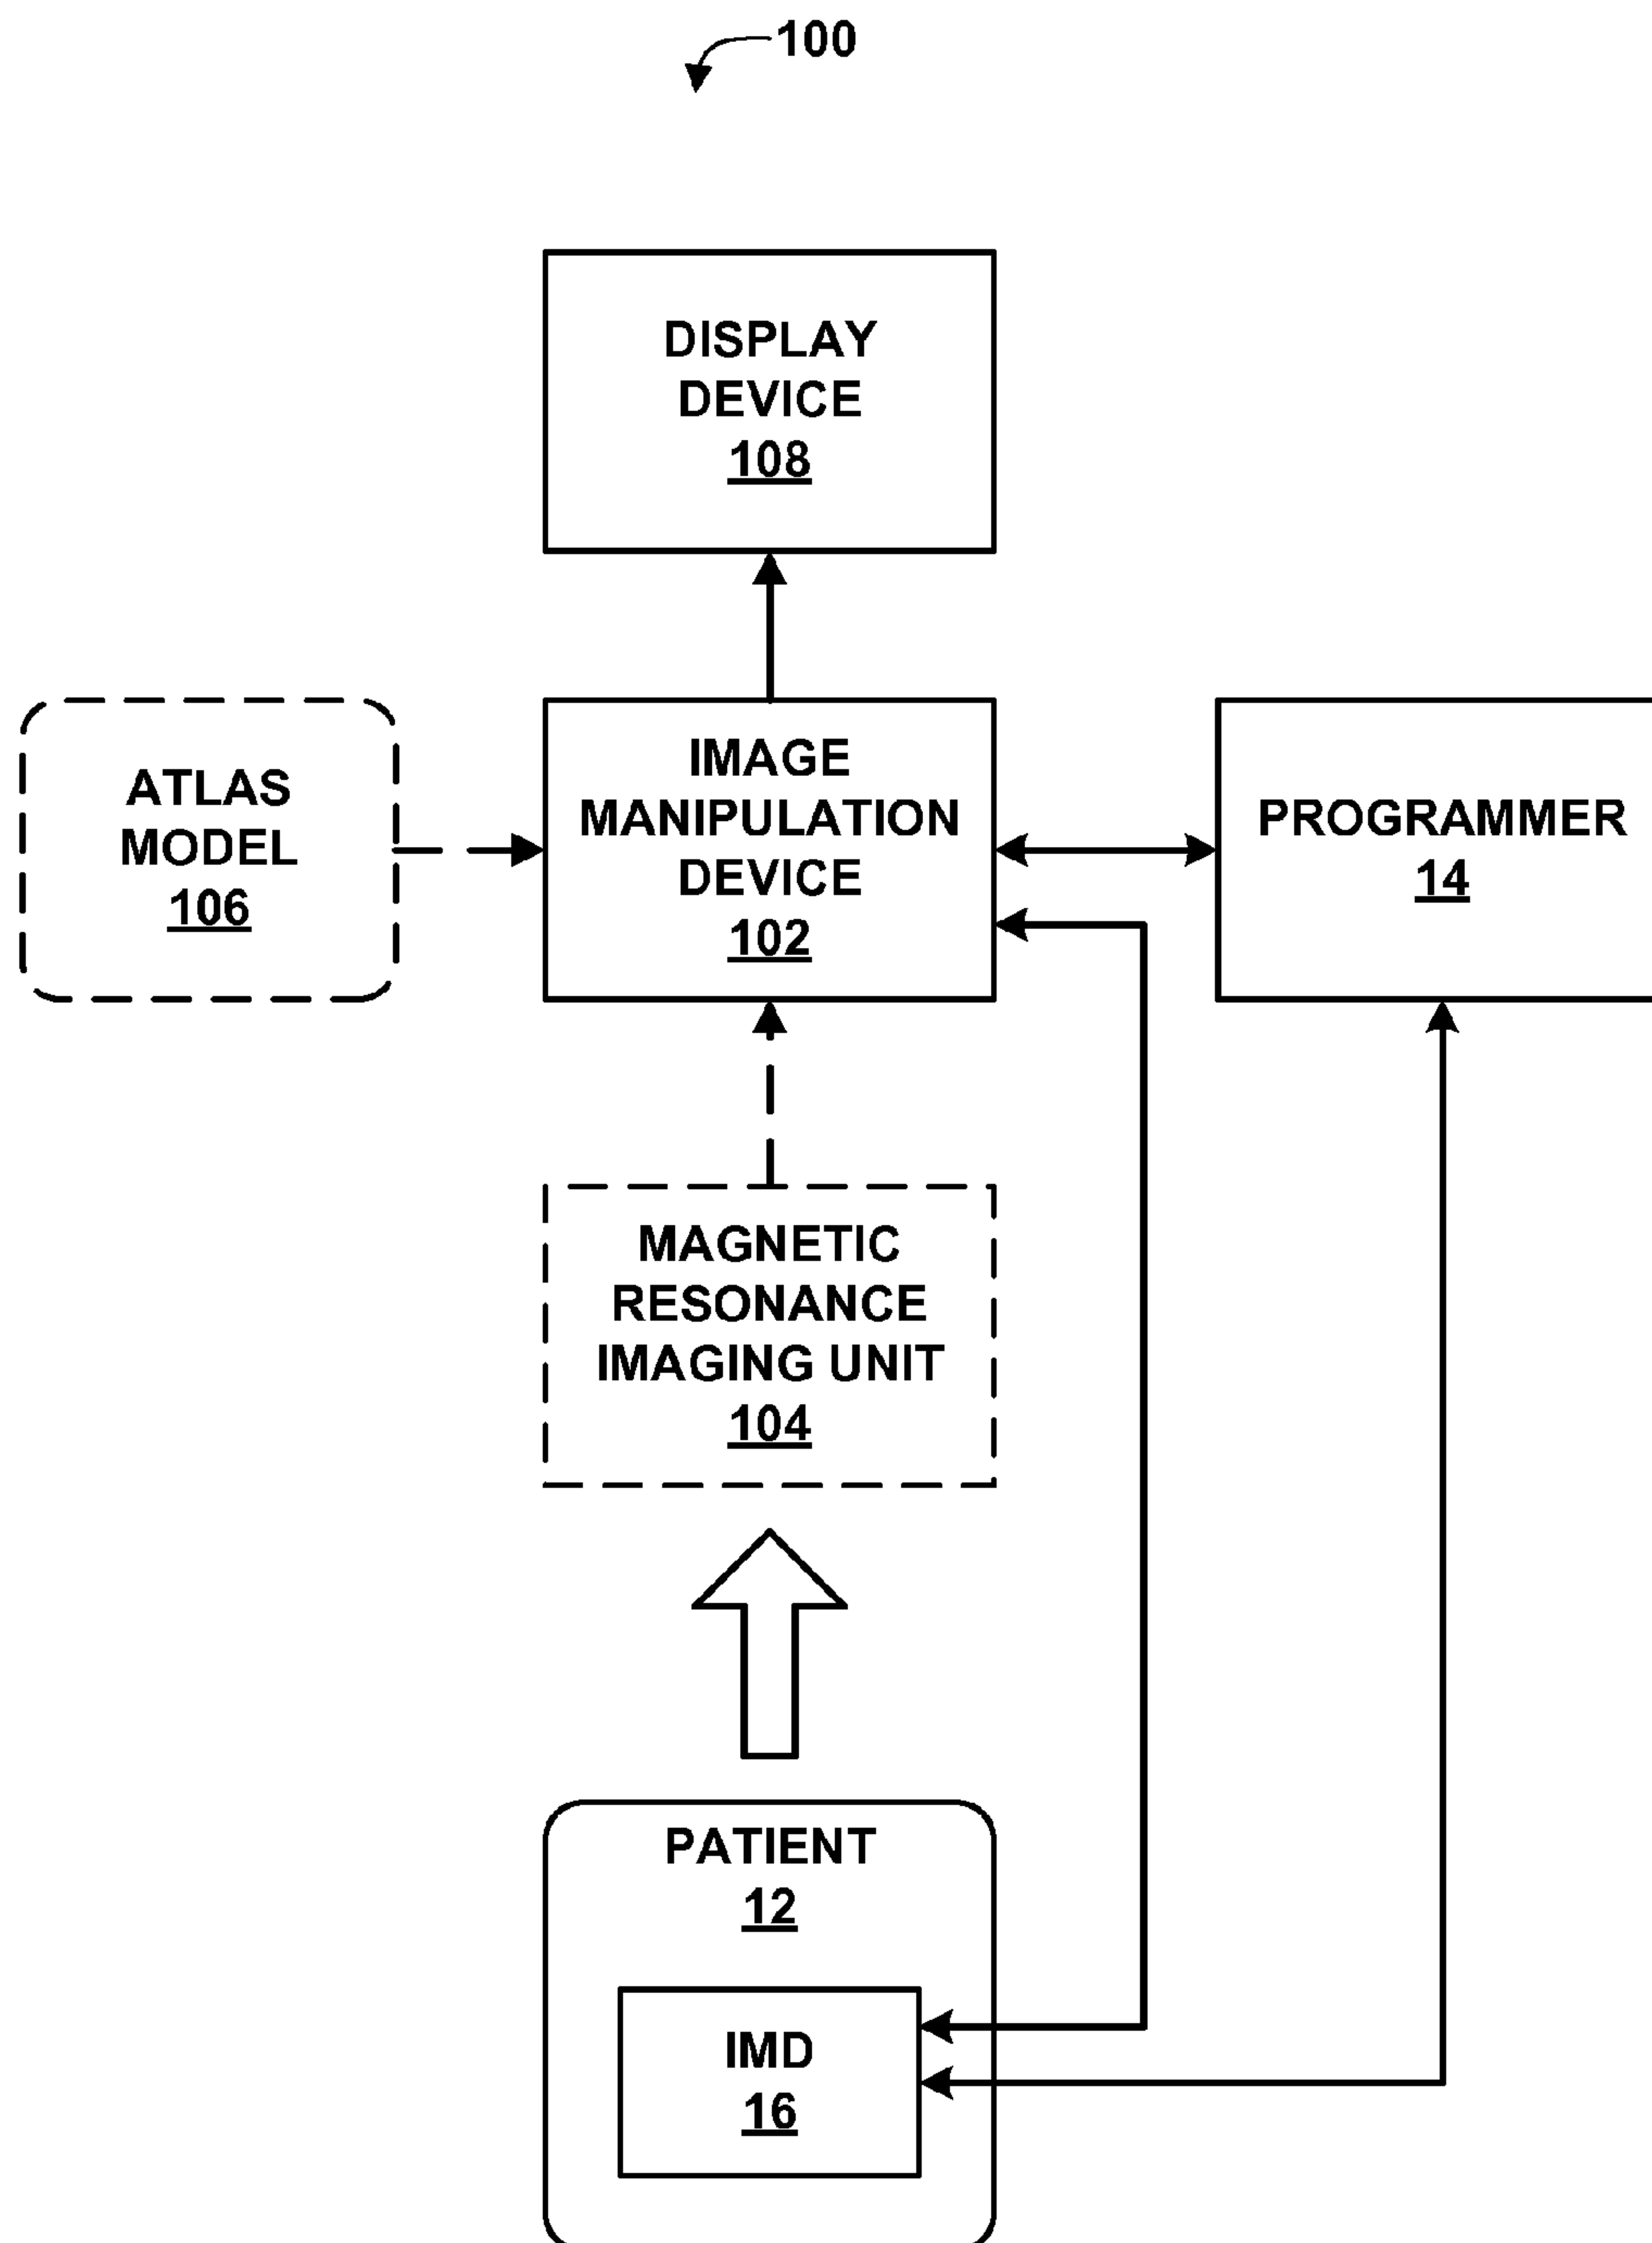 100
DISPLAY
DEVICE
108
ATLAS
MODEL
106
IMAGE
MANIPULATION
DEVICE
102
PROGRAMMER
14
MAGNETIC
RESONANCE
IMAGING UNIT
104
PATIENT
12
IMD
16